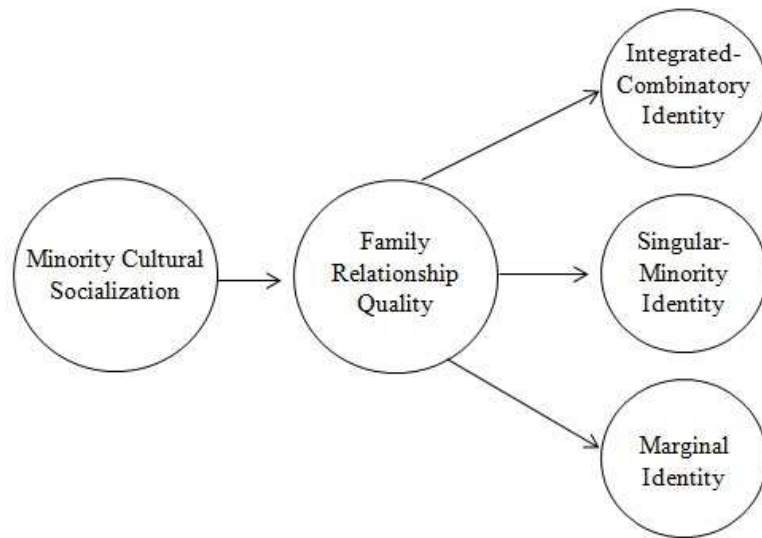 Integrated-
Combinatory
Identity
Minority Cultural
Socialization
Family
Relationship
Quality
Singular-
Minority
Identity
Marginal
Identity